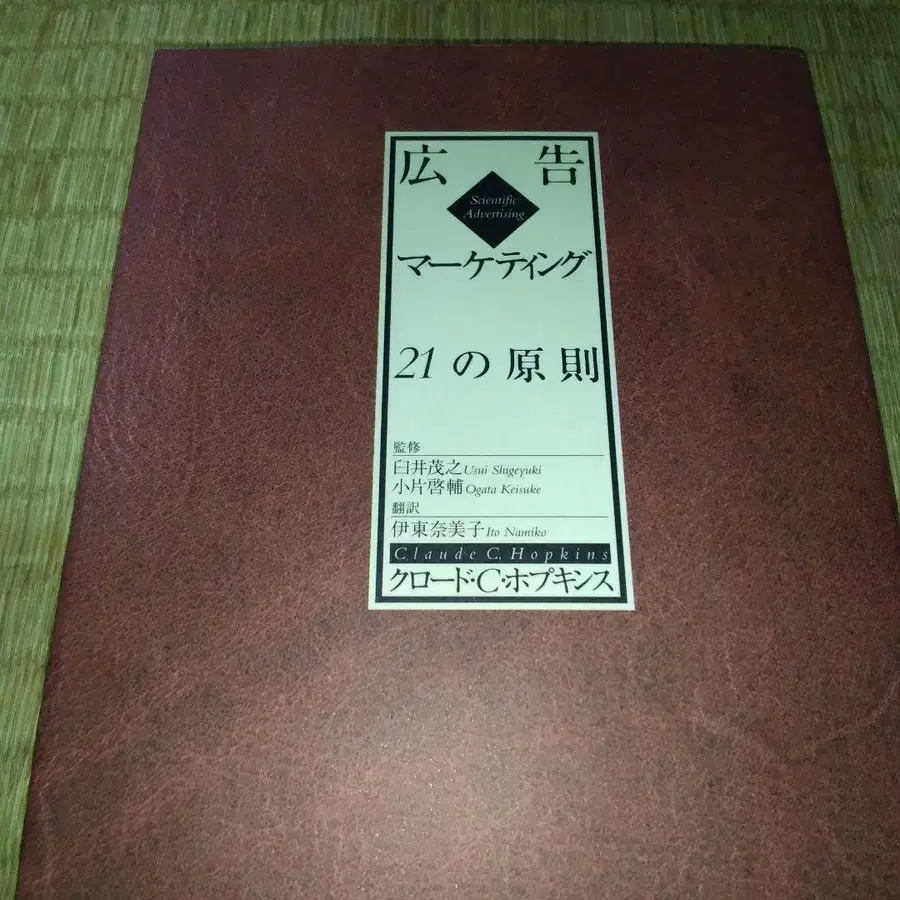 広告
Scientific
Advertising
マーケティング
21の原則
監修
臼井茂之 Usui Shigeyuki
小片啓輔 Ogata Keisuke
翻訳
伊東奈美子 Ito Namiko
Claude C. Hopkins
クロード・C・ホプキンス